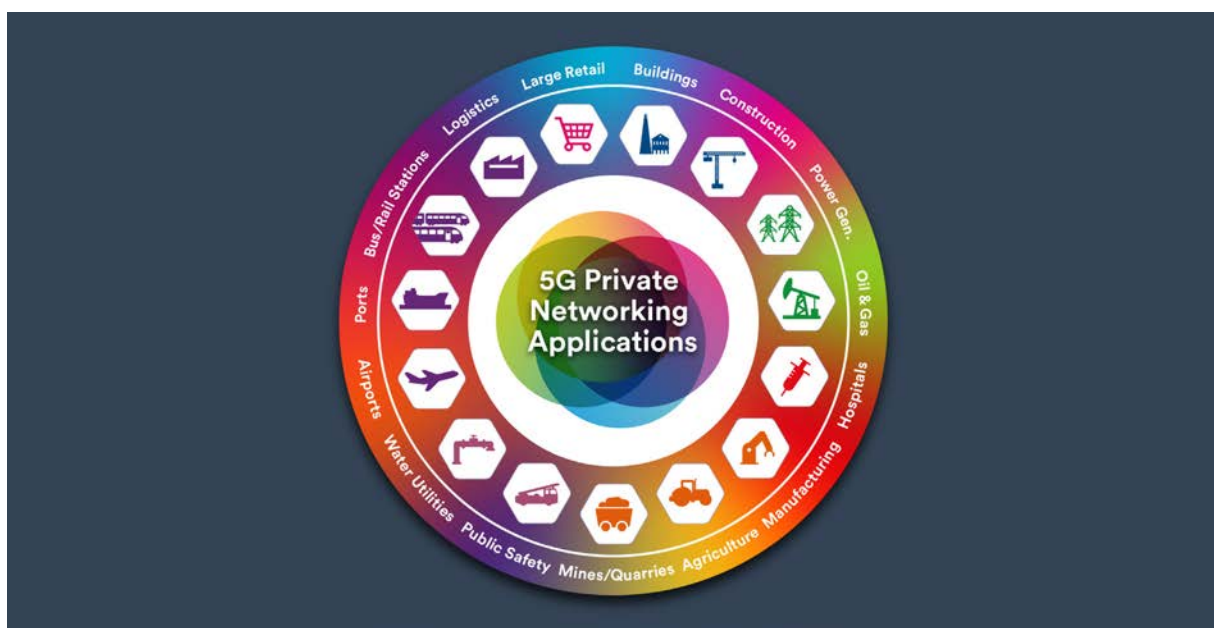 5G Private
Networking
Applications
Large Retail
Buildings
Construction
Power Gen.
Oil & Gas
Hospitals
Manufacturing
Agriculture
Mines/Quarries
Public Safety
Water Utilities
Airports
Ports
Bus/Rail Stations
Logistics